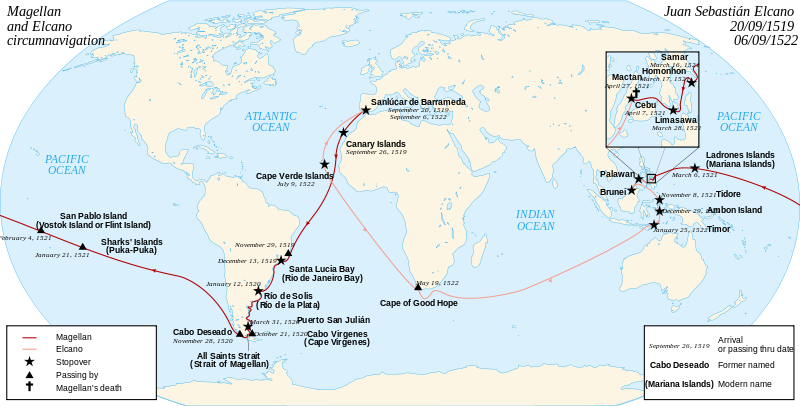 Magellan
and Elcano
circumnavigation
Juan Sebastián Elcano
20/09/1519
06/09/1522
Samar
March 16, 1521
Homonhon
March 17, 1521
Mactan
April 27, 1521
Cebu
April 7, 1521
Limasawa
March 28, 1521
Sanlúcar de Barrameda
September 20, 1519
September 6, 1522
ATLANTIC
OCEAN
PACIFIC
OCEAN
Canary Islands
September 26, 1519
PACIFIC
OCEAN
Ladrones Islands
(Mariana Islands)
March 6, 1521
Cape Verde Islands
July 9, 1522
Palawan
Brunei
November 8, 1521 Tidore
December 29, Ambon Island
January 25, 1522 Timor
INDIAN
OCEAN
San Pablo Island
(Vostok Island or Flint Island)
February 4, 1521
Sharks' Islands
(Puka-Puka)
January 21, 1521
November 29, 1519
December 13, 1519
Santa Lucia Bay
(Rio de Janeiro Bay)
January 12, 1520
Río de Solis
(Río de la Plata)
May 19, 1522
Cape of Good Hope
March 31, 1520 Puerto San Julián
Cabo Deseado
November 28, 1520
October 21, 1520 Cabo Virgenes
(Cape Virgenes)
All Saints Strait
(Strait of Magellan)
Magellan
Elcano
Stopover
Passing by
Magellan's death
September 26, 1519 Arrival
or passing thru date
Cabo Deseado Former named
(Mariana Islands) Modern name